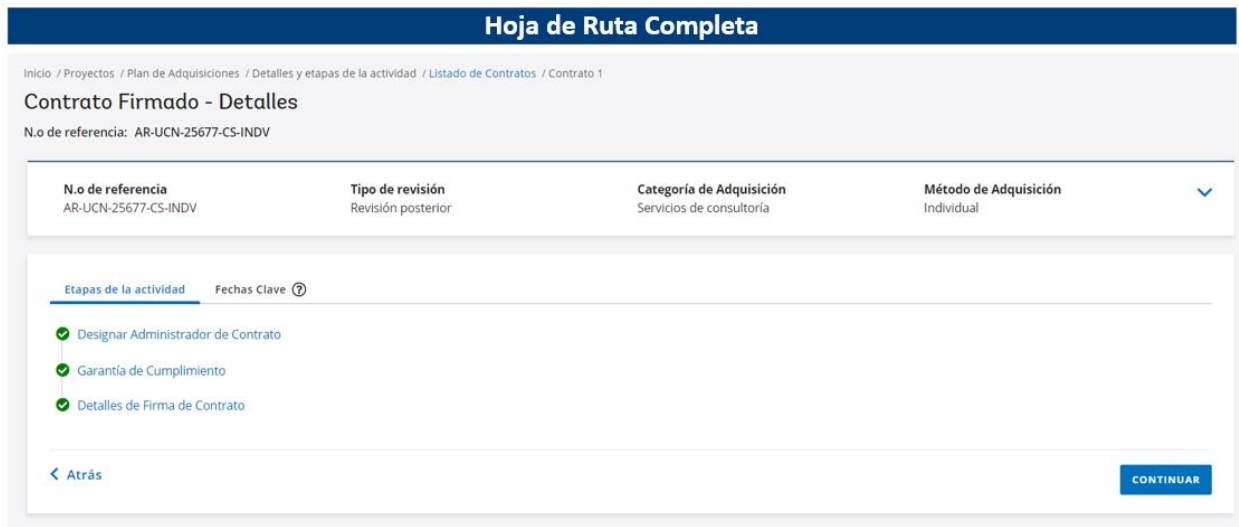 Hoja de Ruta Completa
Inicio / Proyectos / Plan de Adquisiciones / Detalles y etapas de la actividad / Listado de Contratos / Contrato 1
Contrato Firmado - Detalles
N.o de referencia: AR-UCN-25677-CS-INDV
N.o de referencia Tipo de revisión Categoría de Adquisición Método de Adquisición
AR-UCN-25677-CS-INDV Revisión posterior Servicios de consultoría Individual
Etapas de la actividad Fechas Clave ?
Designar Administrador de Contrato
Garantía de Cumplimiento
Detalles de Firma de Contrato
Atrás CONTINUAR